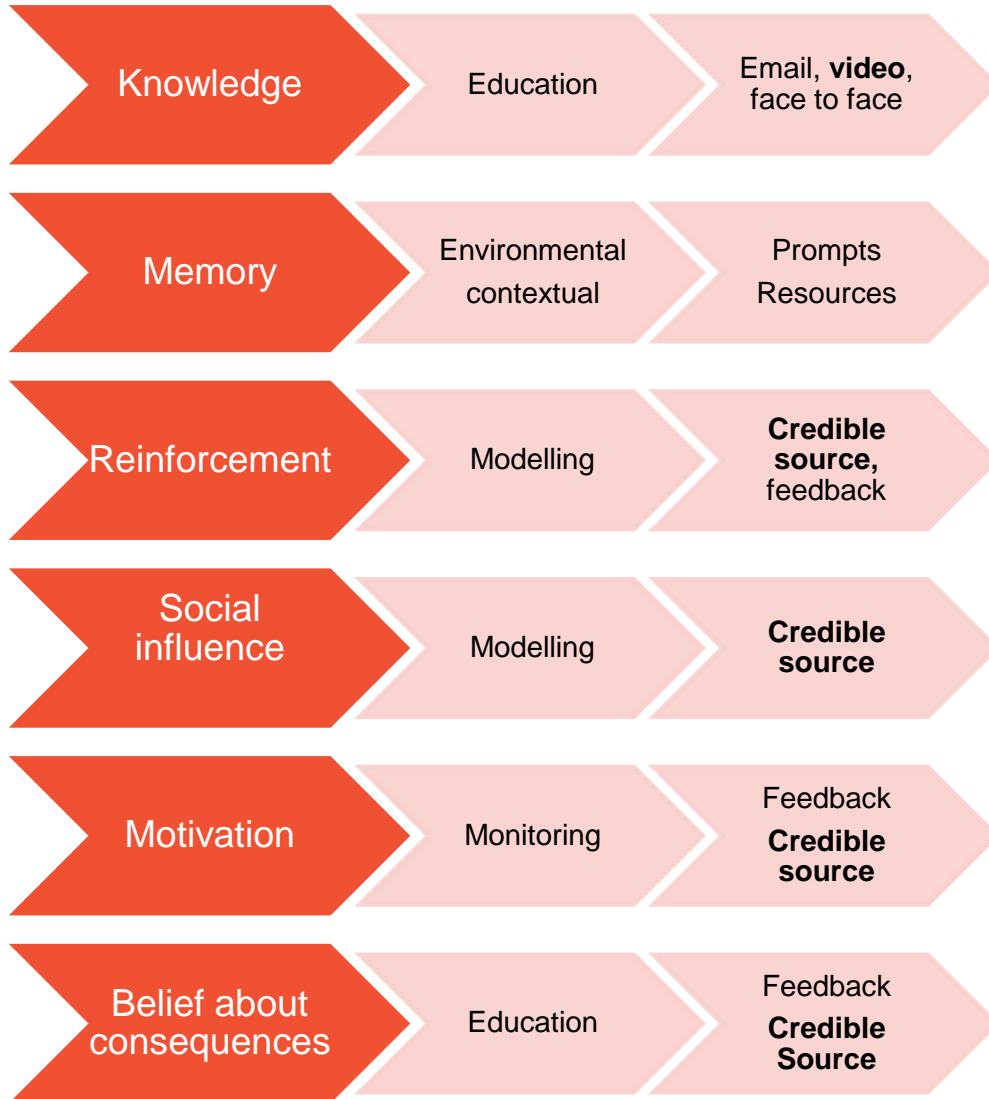 Knowledge
Education
Email, video,
face to face
Memory
Environmental
contextual
Prompts
Resources
Reinforcement
Modelling
Credible
source,
feedback
Social
influence
Modelling
Credible
source
Motivation
Monitoring
Feedback
Credible
source
Belief about
consequences
Education
Feedback
Credible
Source